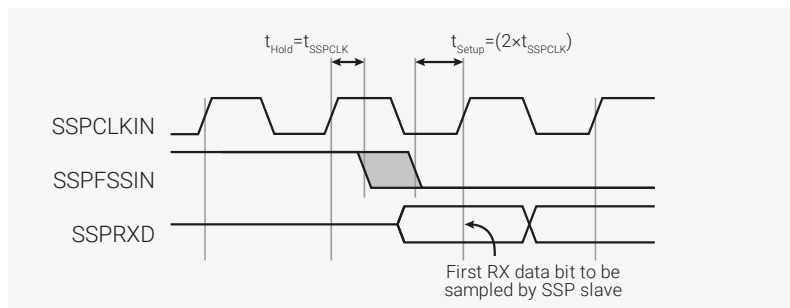 tHold=tSSPCLK
tSetup=(2×tSSPCLK)
SSPCLKIN
SSPFSSIN
SSPRXD
First RX data bit to be
sampled by SSP slave